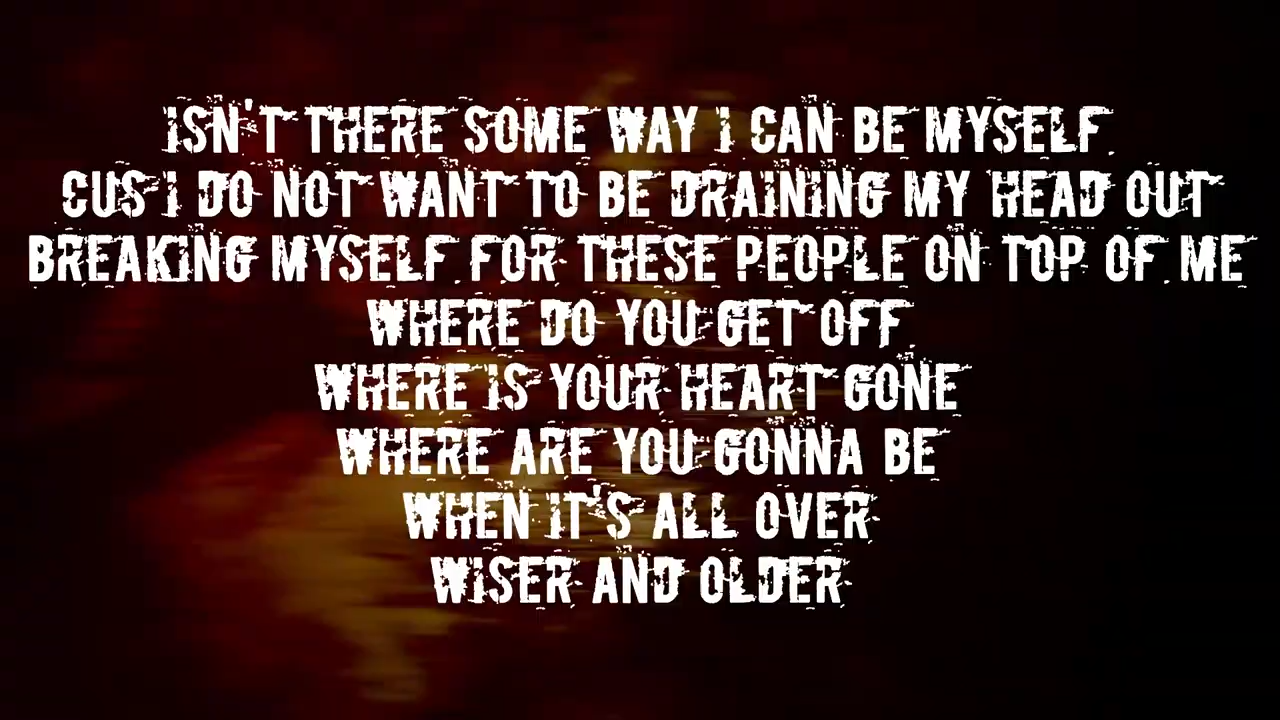 ISN'T THERE SOME WAY I CAN BE MYSELF
CUS I DO NOT WANT TO BE DRAINING MY HEAD OUT
BREAKING MYSELF FOR THESE PEOPLE ON TOP OF ME
WHERE DO YOU GET OFF
WHERE IS YOUR HEART GONE
WHERE ARE YOU GONNA BE
WHEN IT'S ALL OVER
WISER AND OLDER